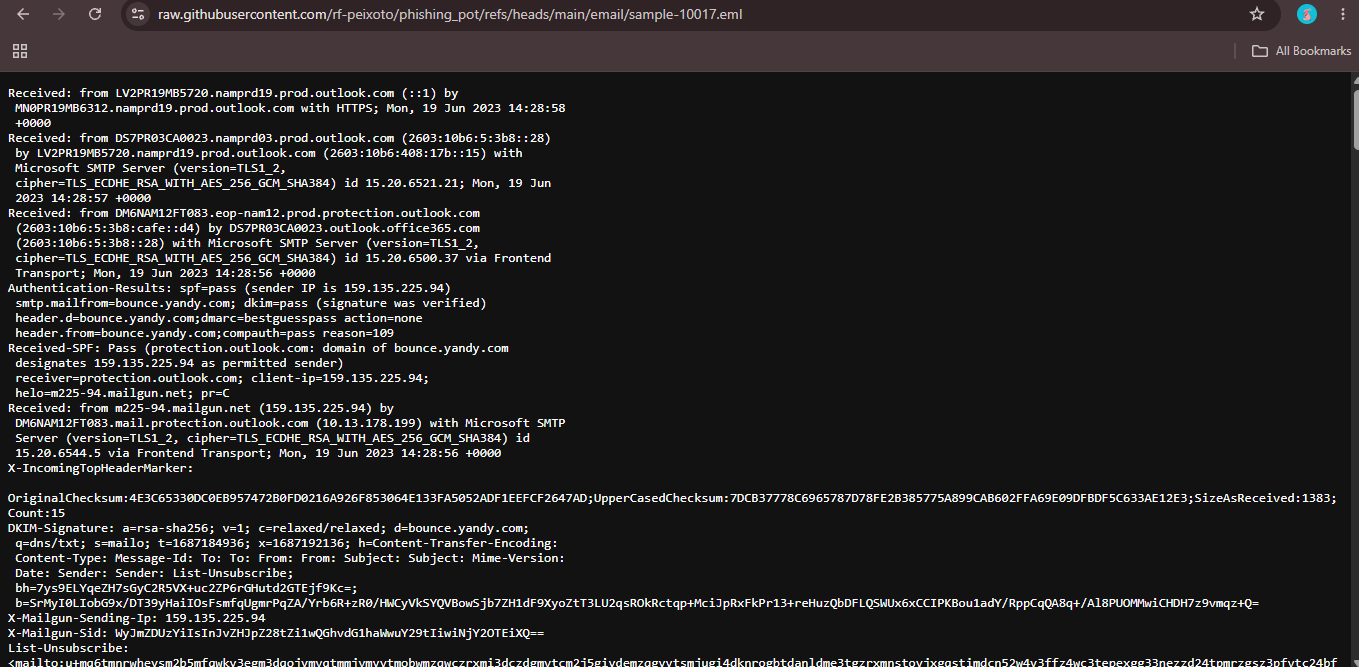 raw.githubusercontent.com/rf-peixoto/phishing_pot/refs/heads/main/email/sample-10017.eml
All Bookmarks
Received: from LV2PR19MB5720.namprd19.prod.outlook.com (::1) by
MN0PR19MB6312.namprd19.prod.outlook.com with HTTPS; Mon, 19 Jun 2023 14:28:58
+0000
Received: from DS7PR03CA0023.namprd03.prod.outlook.com (2603:10b6:5:3b8::28)
by LV2PR19MB5720.namprd19.prod.outlook.com (2603:10b6:408:17b::15) with
Microsoft SMTP Server (version=TLS1_2,
cipher=TLS_ECDHE_RSA_WITH_AES_256_GCM_SHA384) id 15.20.6521.21; Mon, 19 Jun
2023 14:28:57 +0000
Received: from DM6NAM12FT083.eop-nam12.prod.protection.outlook.com
(2603:10b6:5:3b8:cafe::d4) by DS7PR03CA0023.outlook.office365.com
(2603:10b6:5:3b8::28) with Microsoft SMTP Server (version=TLS1_2,
cipher=TLS_ECDHE_RSA_WITH_AES_256_GCM_SHA384) id 15.20.6500.37 via Frontend
Transport; Mon, 19 Jun 2023 14:28:56 +0000
Authentication-Results: spf=pass (sender IP is 159.135.225.94)
smtp.mailfrom=bounce.yandy.com; dkim=pass (signature was verified)
header.d=bounce.yandy.com;dmarc=bestguesspass action=none
header.from=bounce.yandy.com;compauth=pass reason=109
Received-SPF: Pass (protection.outlook.com: domain of bounce.yandy.com
designates 159.135.225.94 as permitted sender)
receiver=protection.outlook.com; client-ip=159.135.225.94;
helo=m225-94.mailgun.net; pr=C
Received: from m225-94.mailgun.net (159.135.225.94) by
DM6NAM12FT083.mail.protection.outlook.com (10.13.178.199) with Microsoft SMTP
Server (version=TLS1_2, cipher=TLS_ECDHE_RSA_WITH_AES_256_GCM_SHA384) id
15.20.6544.5 via Frontend Transport; Mon, 19 Jun 2023 14:28:56 +0000
X-IncomingTopHeaderMarker:
OriginalChecksum:4E3C65330DC0EB957472B0FD0216A926F853064E133FA5052ADF1EEFCF2647AD;UpperCasedChecksum:7DCB37778C6965787D78FE2B385775A899CAB602FFA69E09DFBDF5C633AE12E3;SizeAsReceived:1383;
Count:15
DKIM-Signature: a=rsa-sha256; v=1; c=relaxed/relaxed; d=bounce.yandy.com;
q=dns/txt; s=mailo; t=1687184936; x=1687192136; h=Content-Transfer-Encoding:
Content-Type: Message-Id: To: To: From: From: Subject: Subject: Mime-Version:
Date: Sender: Sender: List-Unsubscribe;
bh=7ys9ELYqeZH7sGyC2R5VX+uc2ZP6rGHutd2GTEjf9Kc=;
b=SrMyI0LIobG9x/DT39yHaiIOsFsmfqUgmrPqZA/Yrb6R+zR0/HWCyVkSYQVBowSjb7ZH1dF9XyoZtT3LU2qsROkRctqp+MciJpRxFkPr13+reHuzQbDFLQSWUx6xCCIPKBou1adY/RppCqQA8q+/Al8PUOMMwiCHDH7z9vmqz+Q=
X-Mailgun-Sending-Ip: 159.135.225.94
X-Mailgun-Sid: WyJmZDUzYiIsInJvZHJpZ28tZi1wQGhvdG1haWwuY29tIiwiNjY2OTEiXQ==
List-Unsubscribe: